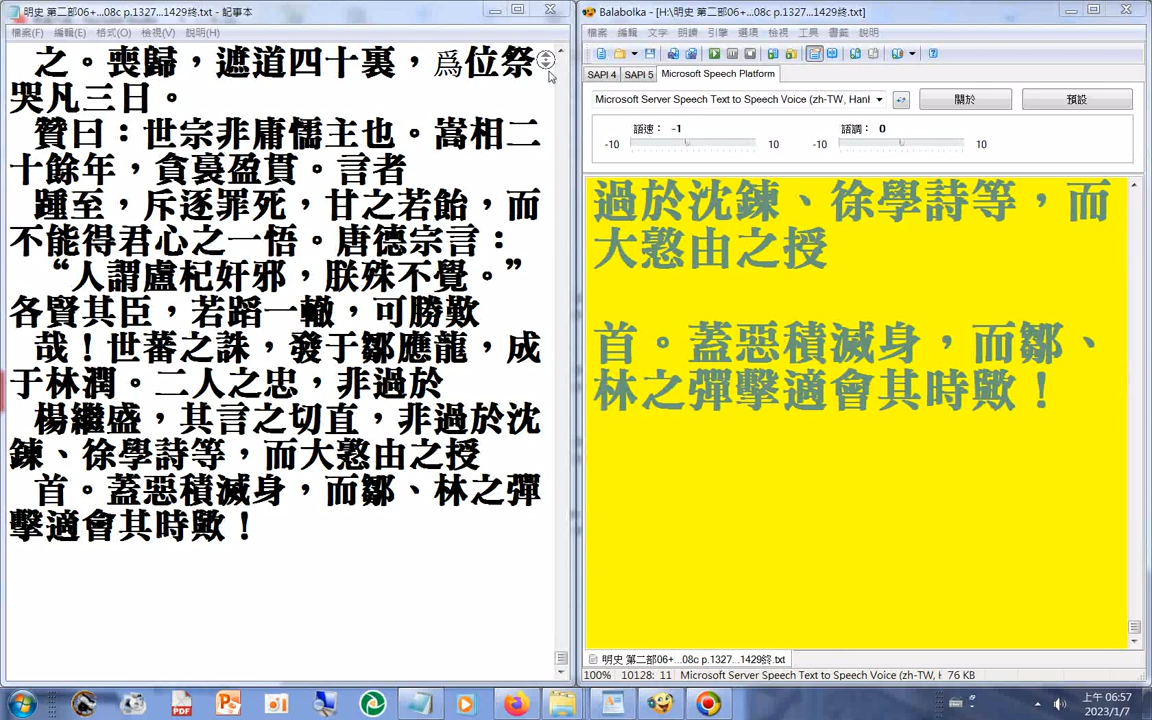 明史 第二部06+...08c p.1327...1429終.txt - 記事本
檔案(F) 編輯(E) 格式(O) 檢視(V) 說明(H)
之。喪歸，遮道四十裏，爲位祭
哭凡三日。
贊曰：世宗非庸懦主也。嵩相二
十餘年，貪裛盈貫。言者
踵至，斥逐罪死，甘之若飴，而
不能得君心之一悟。唐德宗言：
“人謂盧杞奸邪，朕殊不覺。”
各賢其臣，若蹈一轍，可勝歎
哉！世蕃之誅，發于鄒應龍，成
于林潤。二人之忠，非過於
楊繼盛，其言之切直，非過於沈
鍊、徐學詩等，而大憝由之授
首。蓋惡積滅身，而鄒、林之彈
擊適會其時歟！
Balabolka - [H:\明史 第二部06+...08c p.1327...1429終.txt]
檔案 編輯 文字 朗讀 引擎 選項 檢視 工具 書籤 說明
SAPI 4 SAPI 5 Microsoft Speech Platform
Microsoft Server Speech Text to Speech Voice (zh-TW, Hanl 關於 預設
語速： -1 語調： 0
-10 10 -10 10
過於沈鍊、徐學詩等，而
大憝由之授
首。蓋惡積滅身，而鄒、
林之彈擊適會其時歟！
明史 第二部06+...08c p.1327...1429終.txt
100% 10128: 11 Microsoft Server Speech Text to Speech Voice (zh-TW, H 76 KB
PDF
上午 06:57
2023/1/7